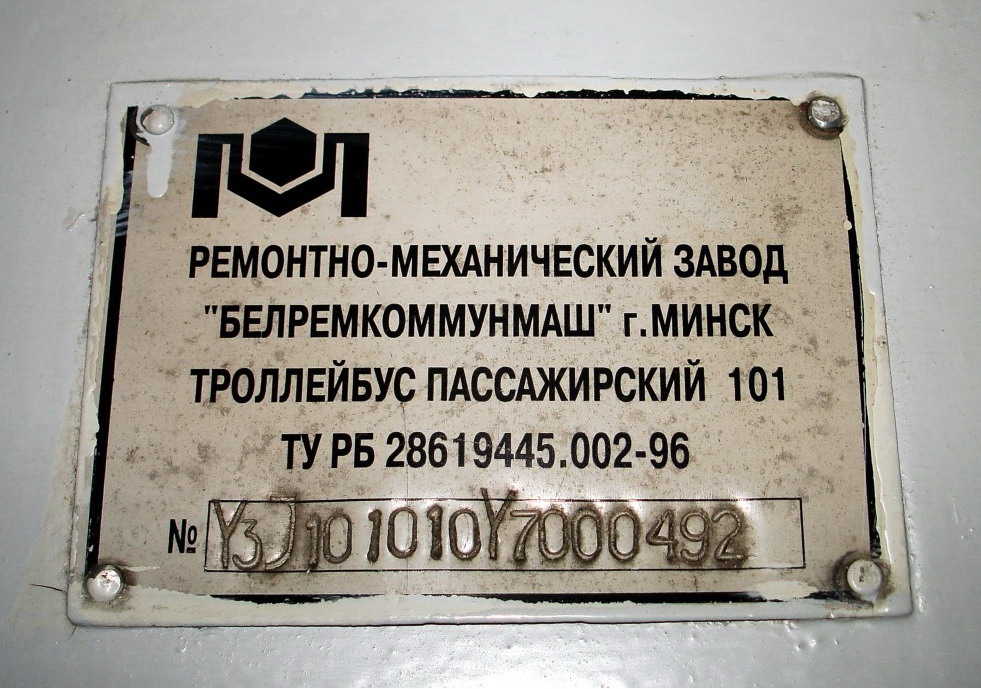 РЕМОНТНО-МЕХАНИЧЕСКИЙ ЗАВОД
"БЕЛРЕМКОММУНМАШ" г.МИНСК
ТРОЛЛЕЙБУС ПАССАЖИРСКИЙ 101
ТУ РБ 28619445.002-96
№ Y3J101010Y7000492